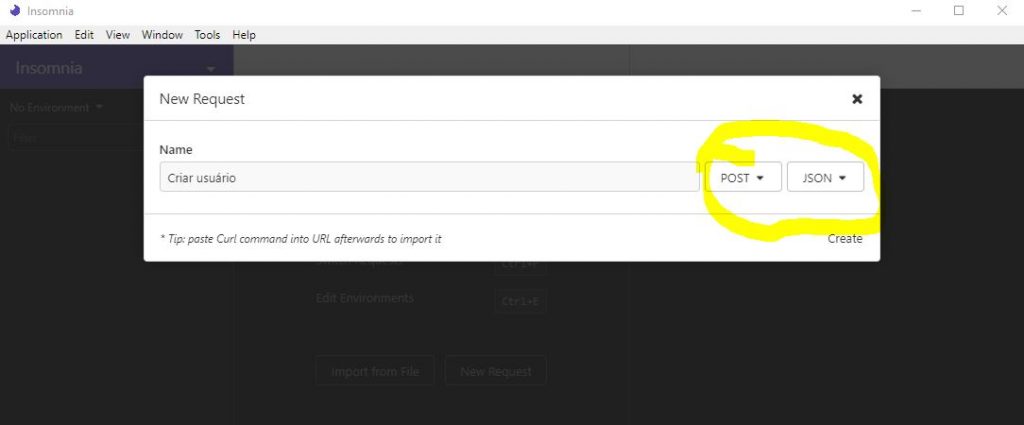 Insomnia
Application Edit View Window Tools Help
Insomnia
New Request
No Environment
Filter
Name
Criar usuário
POST
JSON
* Tip: paste Curl command into URL afterwards to import it
Create
Switch Requests
Ctrl+P
Edit Environments
Ctrl+E
Import from File
New Request